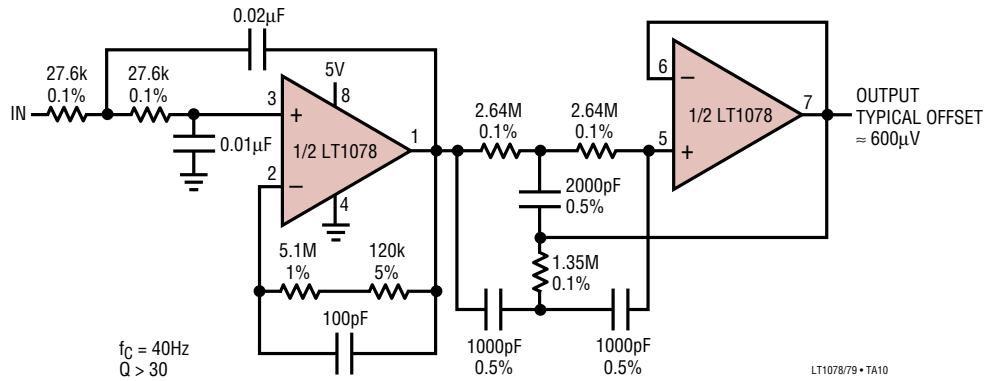 0.02µF
27.6k
0.1%
27.6k
0.1%
IN
0.01µF
3
+
2
–
1/2 LT1078
5V
8
4
1
5.1M
1%
120k
5%
100pF
fC = 40Hz
Q > 30
2.64M
0.1%
2.64M
0.1%
2000pF
0.5%
1.35M
0.1%
1000pF
0.5%
1000pF
0.5%
6
–
5
+
1/2 LT1078
7
OUTPUT
TYPICAL OFFSET
≈ 600µV
LT1078/79 • TA10